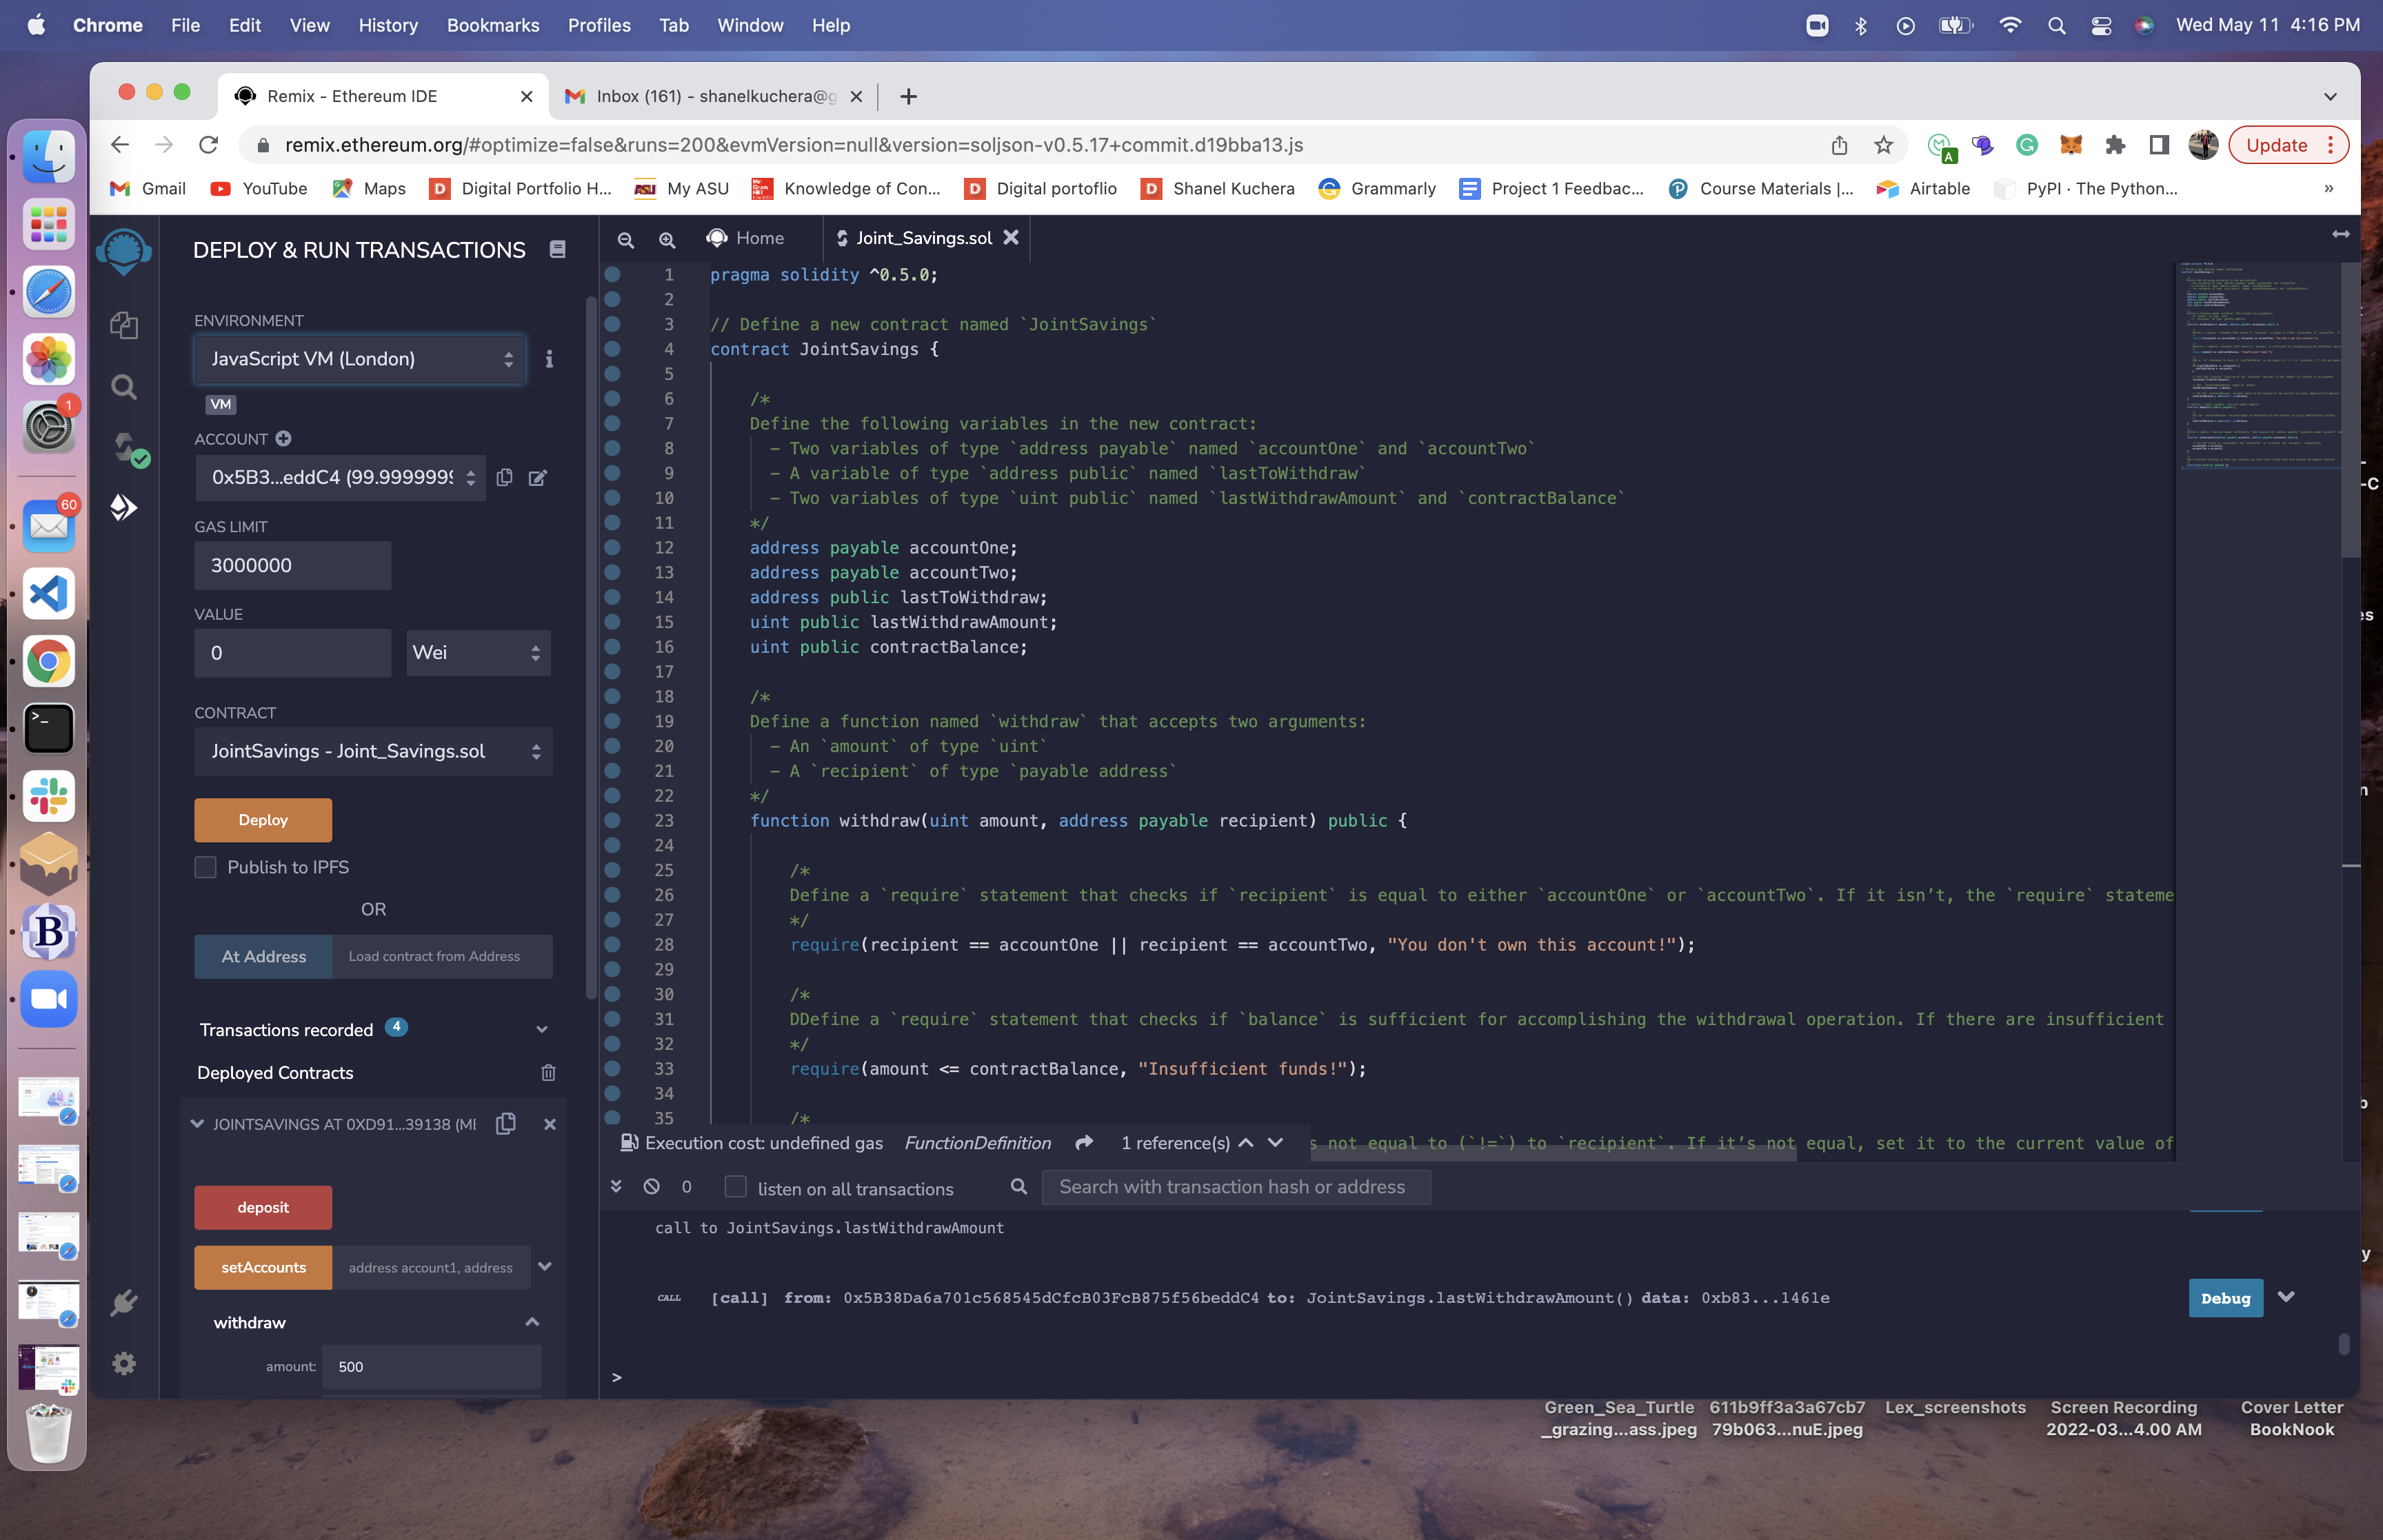 Chrome File Edit View History Bookmarks Profiles Tab Window Help Wed May 11 4:16 PM
Remix - Ethereum IDE
Inbox (161) - shanelkuchera@g
remix.ethereum.org/#optimize=false&runs=200&evmVersion=null&version=soljson-v0.5.17+commit.d19bba13.js
Update
Gmail YouTube Maps Digital Portfolio H... My ASU Knowledge of Con... Digital portoflio Shanel Kuchera Grammarly Project 1 Feedbac... Course Materials |... Airtable PyPI · The Python... »
DEPLOY & RUN TRANSACTIONS
ENVIRONMENT
JavaScript VM (London)
VM
ACCOUNT
0x5B3...eddC4 (99.9999999
GAS LIMIT
3000000
VALUE
0
Wei
CONTRACT
JointSavings - Joint_Savings.sol
Deploy
Publish to IPFS
OR
At Address
Load contract from Address
Transactions recorded 4
Deployed Contracts
JOINTSAVINGS AT 0XD91...39138 (ME
deposit
setAccounts
address account1, address
withdraw
amount: 500
Home
Joint_Savings.sol
1 pragma solidity ^0.5.0;
2
3 // Define a new contract named `JointSavings`
4 contract JointSavings {
5
6 /*
7 Define the following variables in the new contract:
8 - Two variables of type `address payable` named `accountOne` and `accountTwo`
9 - A variable of type `address public` named `lastToWithdraw`
10 - Two variables of type `uint public` named `lastWithdrawAmount` and `contractBalance`
11 */
12 address payable accountOne;
13 address payable accountTwo;
14 address public lastToWithdraw;
15 uint public lastWithdrawAmount;
16 uint public contractBalance;
17
18 /*
19 Define a function named `withdraw` that accepts two arguments:
20 - An `amount` of type `uint`
21 - A `recipient` of type `payable address`
22 */
23 function withdraw(uint amount, address payable recipient) public {
24
25 /*
26 Define a `require` statement that checks if `recipient` is equal to either `accountOne` or `accountTwo`. If it isn’t, the `require` stateme
27 */
28 require(recipient == accountOne || recipient == accountTwo, "You don't own this account!");
29
30 /*
31 DDefine a `require` statement that checks if `balance` is sufficient for accomplishing the withdrawal operation. If there are insufficient
32 */
33 require(amount <= contractBalance, "Insufficient funds!");
34
35 /*
Execution cost: undefined gas FunctionDefinition 1 reference(s)
s not equal to (`!=`) to `recipient`. If it’s not equal, set it to the current value of
0
listen on all transactions
Search with transaction hash or address
call to JointSavings.lastWithdrawAmount
CALL [call] from: 0x5B38Da6a701c568545dCfcB03FcB875f56beddC4 to: JointSavings.lastWithdrawAmount() data: 0xb83...1461e
Debug
>
1
60
Green_Sea_Turtle
_grazing...ass.jpeg
611b9ff3a3a67cb7
79b063...nuE.jpeg
Lex_screenshots
Screen Recording
2022-03...4.00 AM
Cover Letter
BookNook